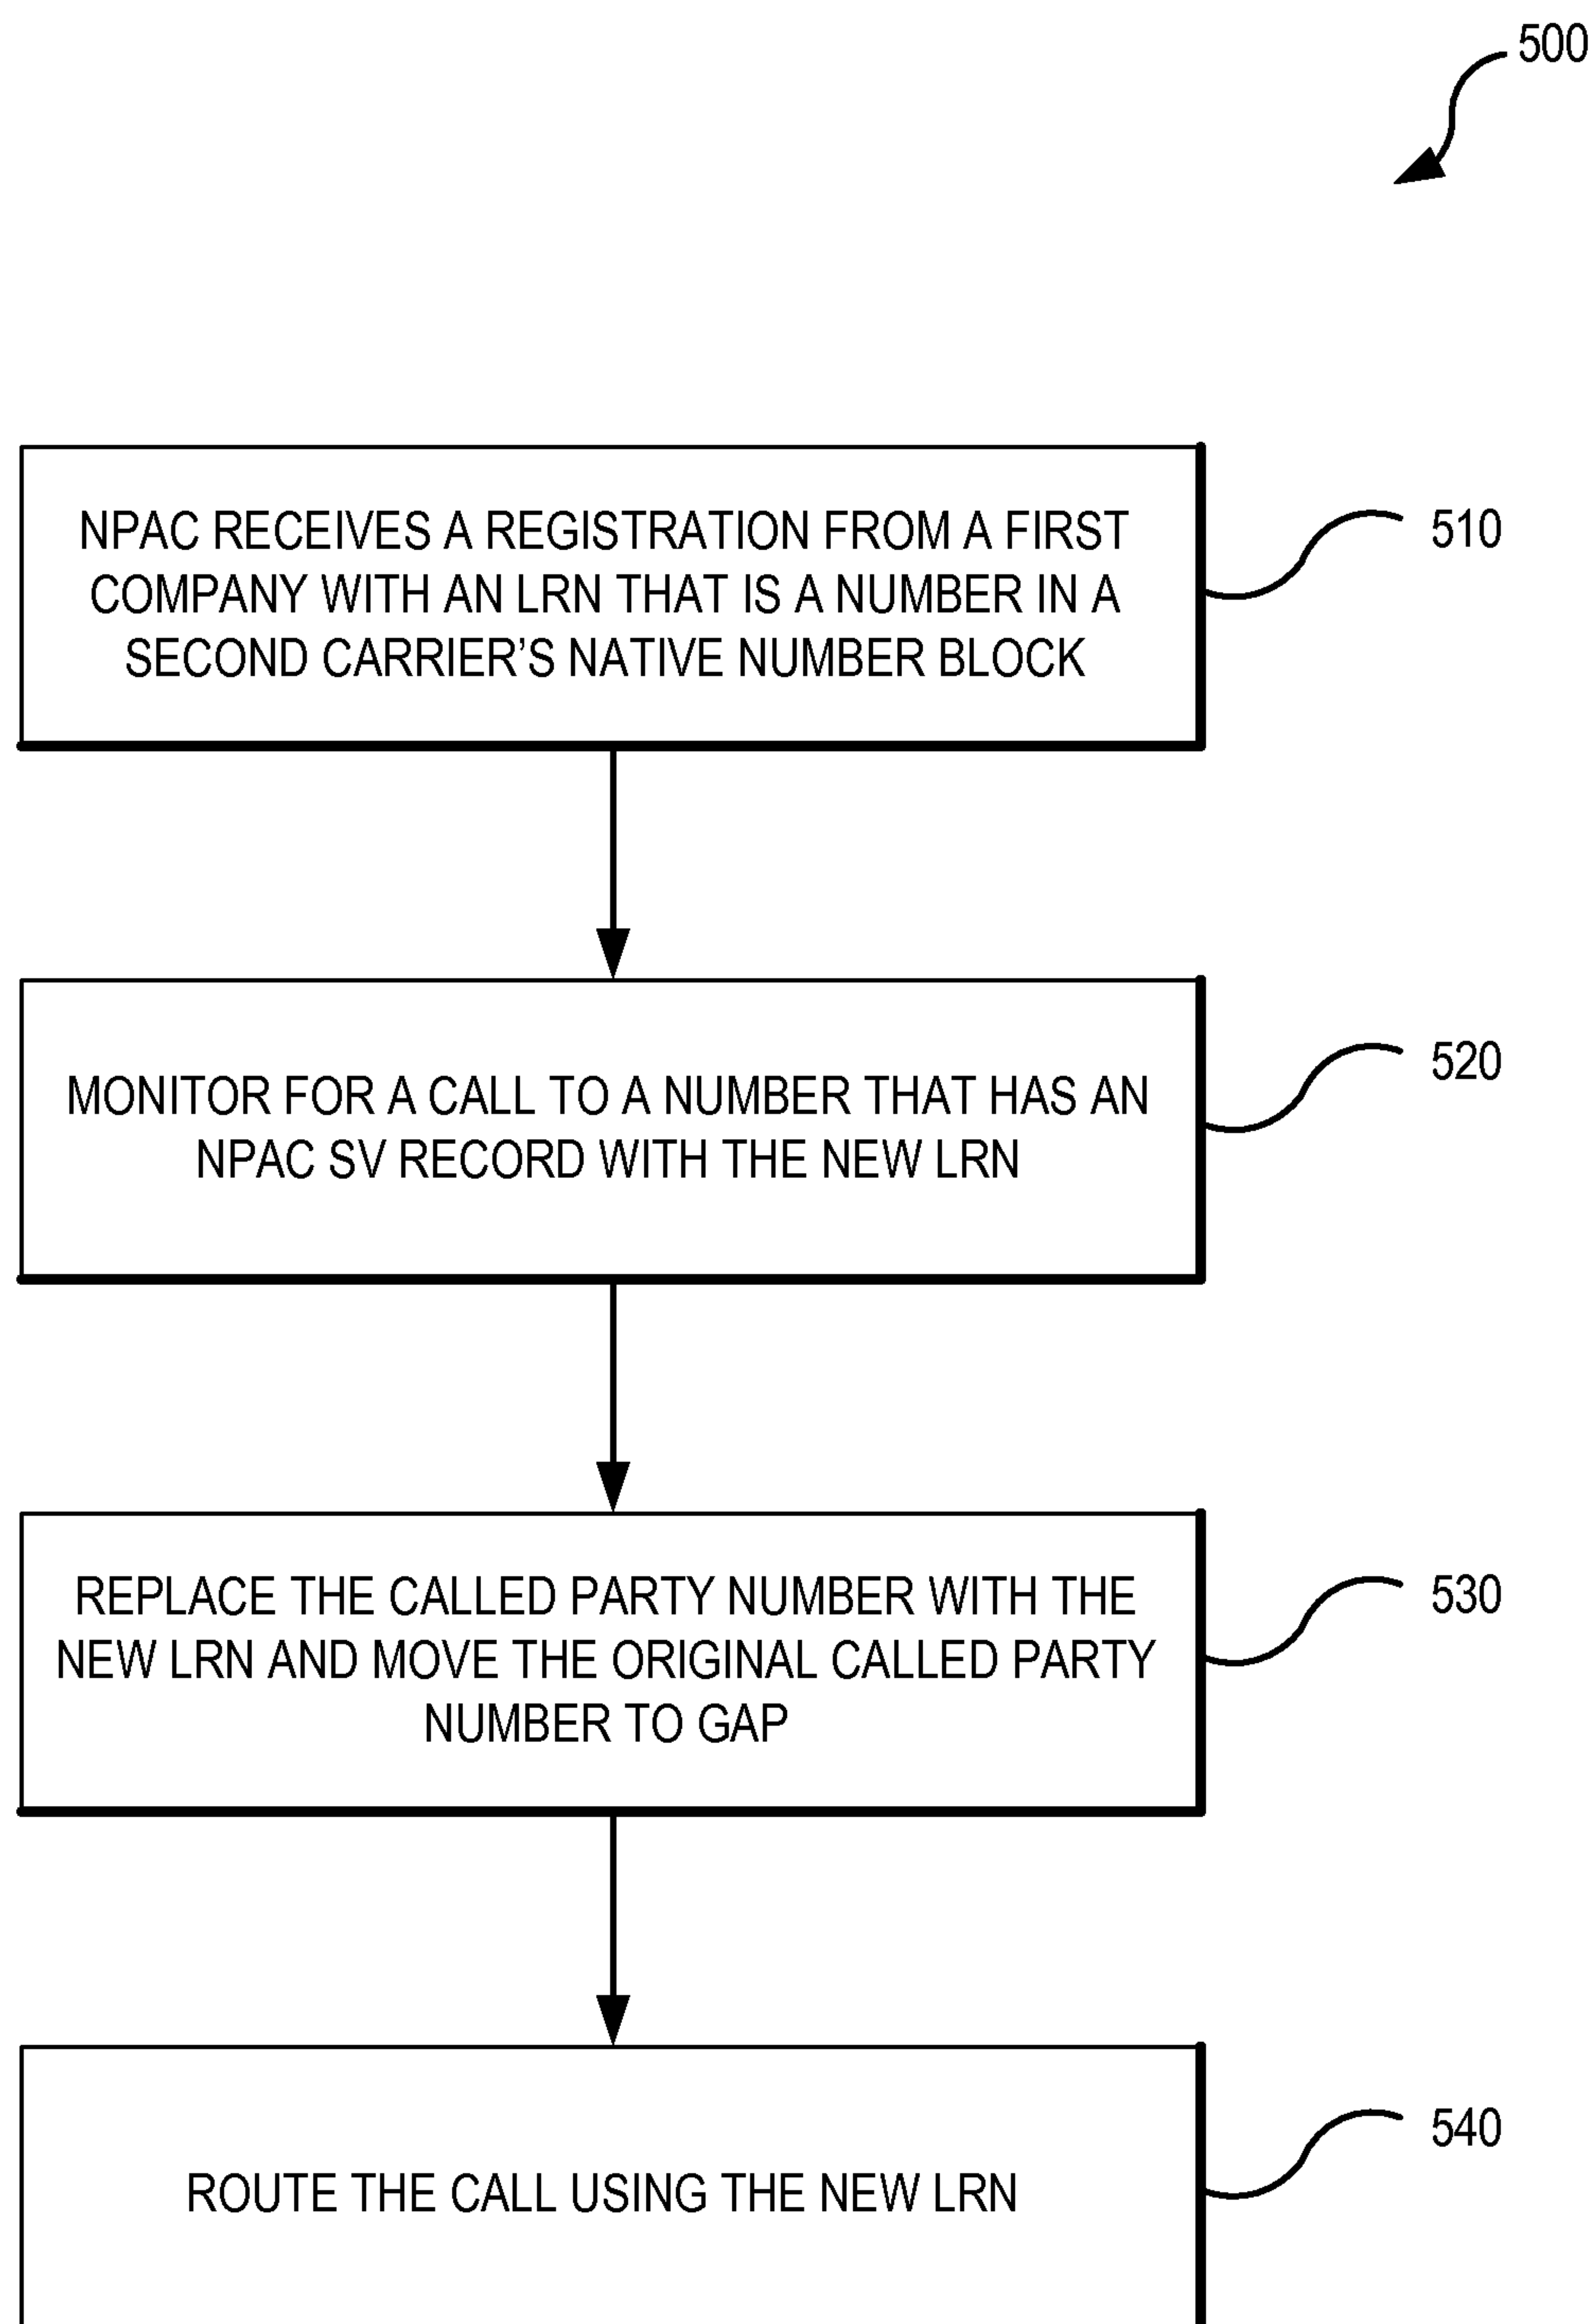 500
NPAC RECEIVES A REGISTRATION FROM A FIRST
COMPANY WITH AN LRN THAT IS A NUMBER IN A
SECOND CARRIER'S NATIVE NUMBER BLOCK
510
MONITOR FOR A CALL TO A NUMBER THAT HAS AN
NPAC SV RECORD WITH THE NEW LRN
520
REPLACE THE CALLED PARTY NUMBER WITH THE
NEW LRN AND MOVE THE ORIGINAL CALLED PARTY
NUMBER TO GAP
530
ROUTE THE CALL USING THE NEW LRN
540